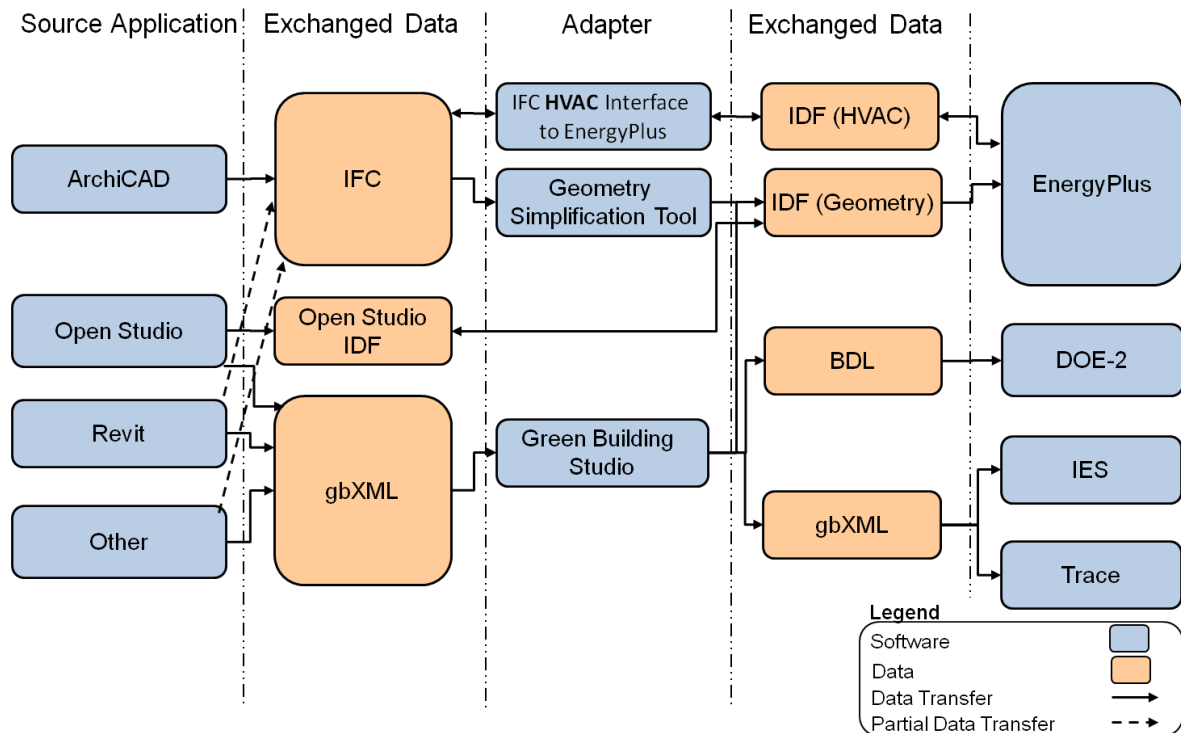 Source Application
Exchanged Data
Adapter
Exchanged Data
IFC HVAC Interface
to EnergyPlus
IDF (HVAC)
ArchiCAD
IFC
Geometry
Simplification Tool
IDF (Geometry)
EnergyPlus
Open Studio
Open Studio
IDF
BDL
DOE-2
Revit
gbXML
Green Building
Studio
IES
Other
gbXML
Trace
Legend
Software
Data
Data Transfer
Partial Data Transfer